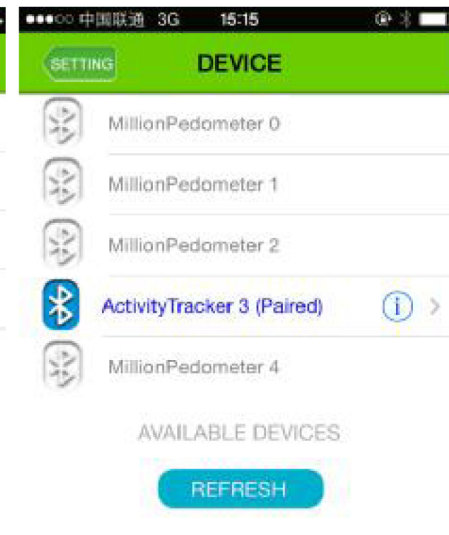 中国联通 3G 15:15
SETTING DEVICE
MillionPedometer 0
MillionPedometer 1
MillionPedometer 2
ActivityTracker 3 (Paired) i >
MillionPedometer 4
AVAILABLE DEVICES
REFRESH